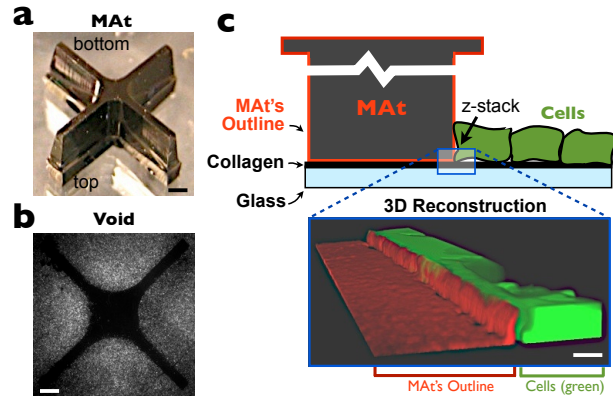 a
MAt
bottom
top
b
Void
c
MAt
MAt's
Outline
z-stack
Cells
Collagen
Glass
3D Reconstruction
MAt's Outline
Cells (green)